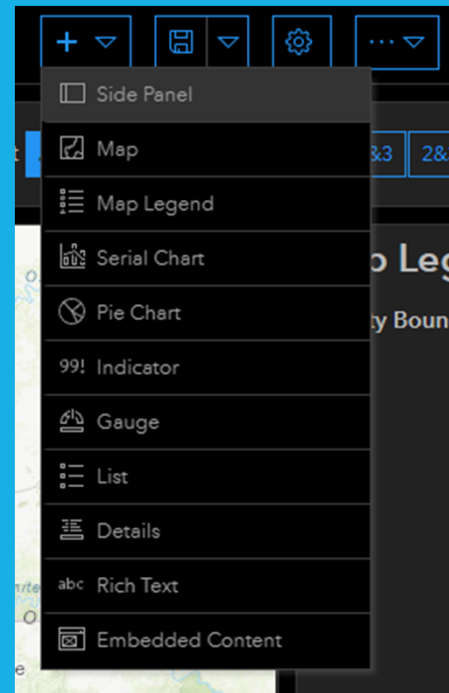 Side Panel
Map
&3 2&
Map Legend
Serial Chart
p Leg
Pie Chart
ty Boun
99! Indicator
Gauge
List
Details
abc Rich Text
Embedded Content